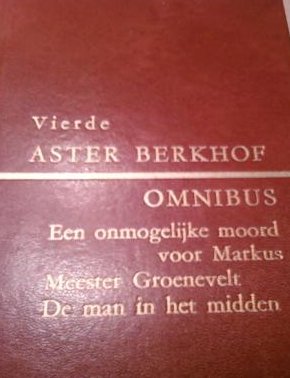 Vierde
ASTER BERKHOF
OMNIBUS
Een onmogelijke moord
voor Markus
Meester Groenevelt
De man in het midden